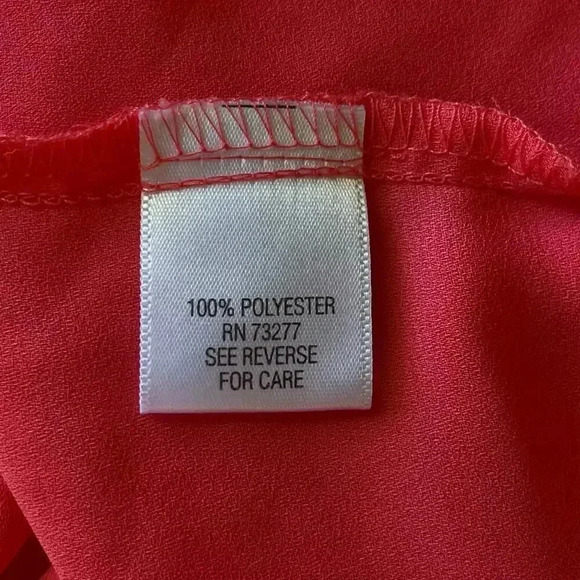 100% POLYESTER
RN 73277
SEE REVERSE
FOR CARE